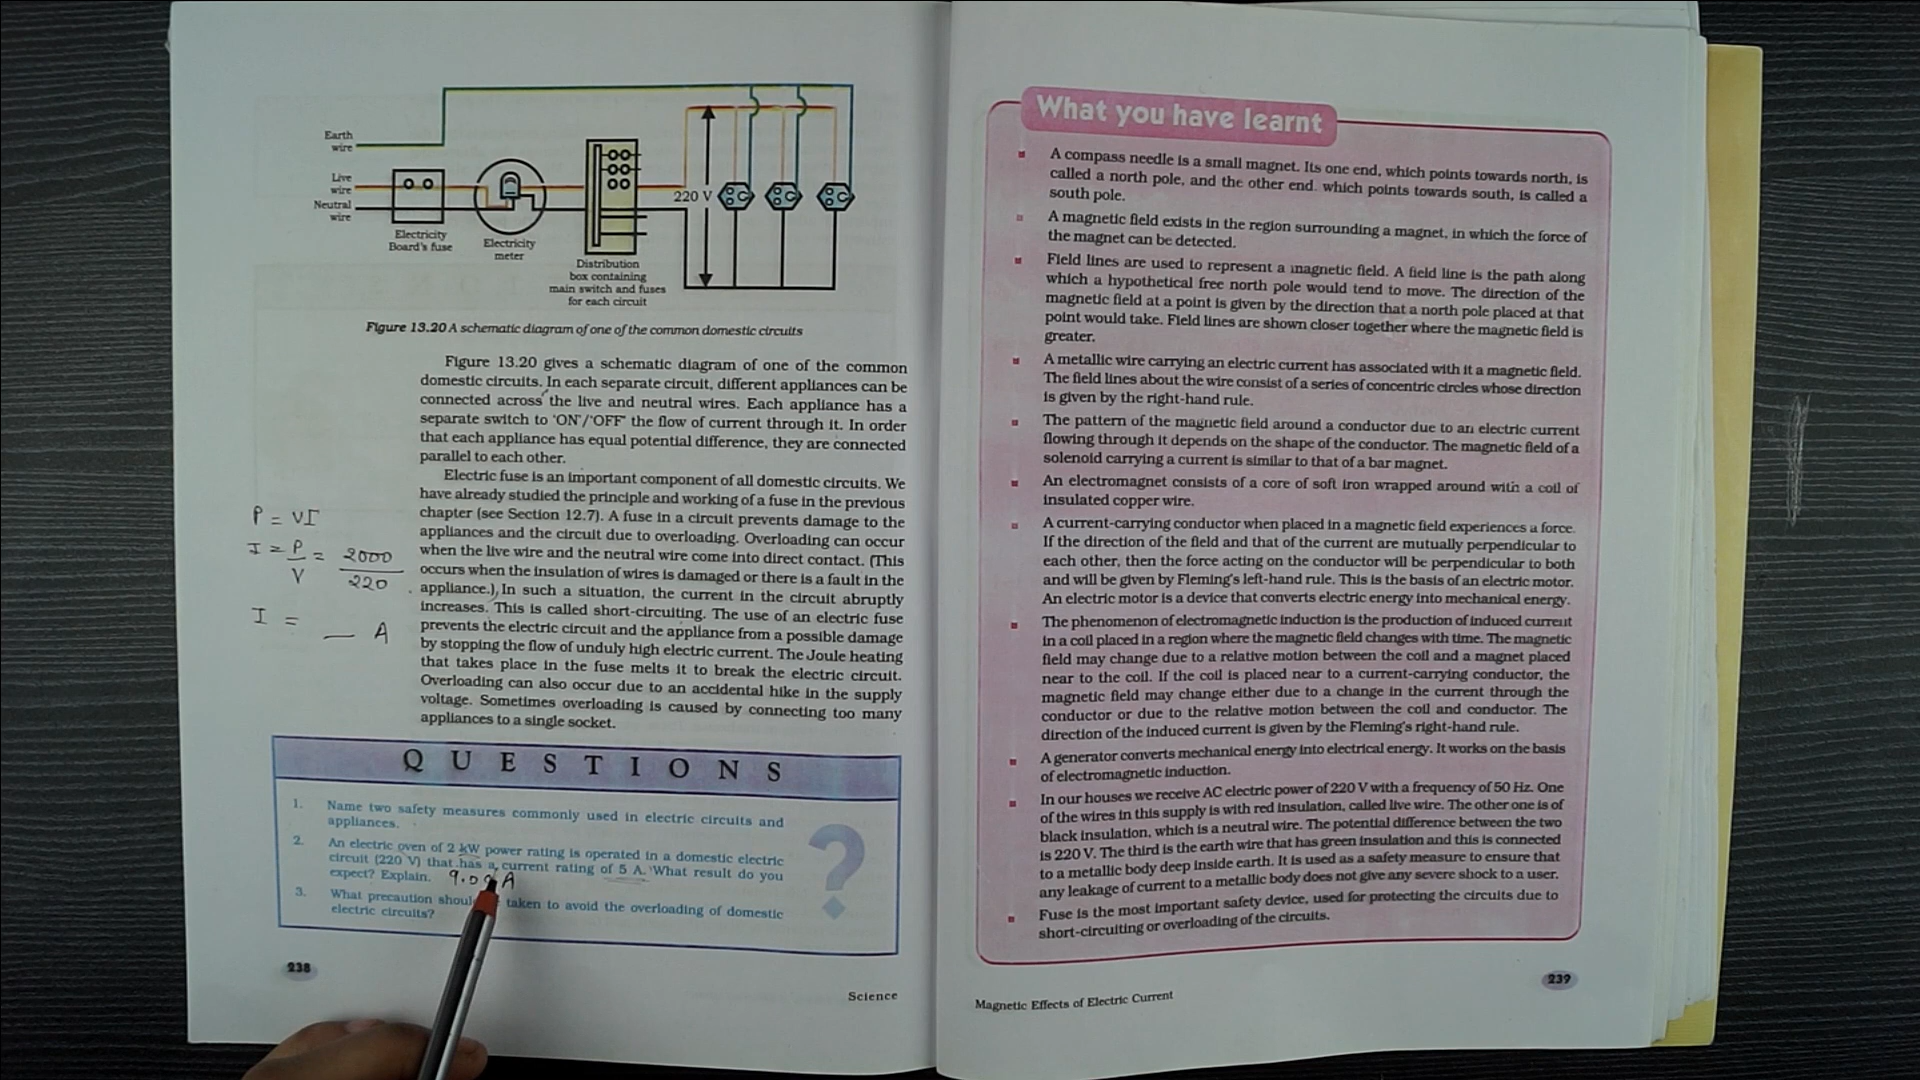 Earth
wire
Live
wire
Neutral
wire
Electricity
Board's fuse
Electricity
meter
Distribution
box containing
main switch and fuses
for each circuit
220 V
Figure 13.20 A schematic diagram of one of the common domestic circuits
Figure 13.20 gives a schematic diagram of one of the common
domestic circuits. In each separate circuit, different appliances can be
connected across the live and neutral wires. Each appliance has a
separate switch to 'ON'/'OFF' the flow of current through it. In order
that each appliance has equal potential difference, they are connected
parallel to each other.
Electric fuse is an important component of all domestic circuits. We
have already studied the principle and working of a fuse in the previous
chapter (see Section 12.7). A fuse in a circuit prevents damage to the
appliances and the circuit due to overloading. Overloading can occur
when the live wire and the neutral wire come into direct contact. (This
occurs when the insulation of wires is damaged or there is a fault in the
appliance.) In such a situation, the current in the circuit abruptly
increases. This is called short-circuiting. The use of an electric fuse
prevents the electric circuit and the appliance from a possible damage
by stopping the flow of unduly high electric current. The Joule heating
that takes place in the fuse melts it to break the electric circuit.
Overloading can also occur due to an accidental hike in the supply
voltage. Sometimes overloading is caused by connecting too many
appliances to a single socket.
P = VI
I = P = 2000
V 220
I = — A
QUESTIONS
1. Name two safety measures commonly used in electric circuits and
appliances.
2. An electric oven of 2 kW power rating is operated in a domestic electric
circuit (220 V) that has a current rating of 5 A. What result do you
expect? Explain. 9.09 A
3. What precaution should taken to avoid the overloading of domestic
electric circuits?
?
238
Science
What you have learnt
A compass needle is a small magnet. Its one end, which points towards north, is
called a north pole, and the other end, which points towards south, is called a
south pole.
A magnetic field exists in the region surrounding a magnet, in which the force of
the magnet can be detected.
Field lines are used to represent a magnetic field. A field line is the path along
which a hypothetical free north pole would tend to move. The direction of the
magnetic field at a point is given by the direction that a north pole placed at that
point would take. Field lines are shown closer together where the magnetic field is
greater.
A metallic wire carrying an electric current has associated with it a magnetic field.
The field lines about the wire consist of a series of concentric circles whose direction
is given by the right-hand rule.
The pattern of the magnetic field around a conductor due to an electric current
flowing through it depends on the shape of the conductor. The magnetic field of a
solenoid carrying a current is similar to that of a bar magnet.
An electromagnet consists of a core of soft iron wrapped around with a coil of
insulated copper wire.
A current-carrying conductor when placed in a magnetic field experiences a force.
If the direction of the field and that of the current are mutually perpendicular to
each other, then the force acting on the conductor will be perpendicular to both
and will be given by Fleming's left-hand rule. This is the basis of an electric motor.
An electric motor is a device that converts electric energy into mechanical energy.
The phenomenon of electromagnetic induction is the production of induced current
in a coil placed in a region where the magnetic field changes with time. The magnetic
field may change due to a relative motion between the coil and a magnet placed
near to the coil. If the coil is placed near to a current-carrying conductor, the
magnetic field may change either due to a change in the current through the
conductor or due to the relative motion between the coil and conductor. The
direction of the induced current is given by the Fleming's right-hand rule.
A generator converts mechanical energy into electrical energy. It works on the basis
of electromagnetic induction.
In our houses we receive AC electric power of 220 V with a frequency of 50 Hz. One
of the wires in this supply is with red insulation, called live wire. The other one is of
black insulation, which is a neutral wire. The potential difference between the two
is 220 V. The third is the earth wire that has green insulation and this is connected
to a metallic body deep inside earth. It is used as a safety measure to ensure that
any leakage of current to a metallic body does not give any severe shock to a user.
Fuse is the most important safety device, used for protecting the circuits due to
short-circuiting or overloading of the circuits.
Magnetic Effects of Electric Current
239